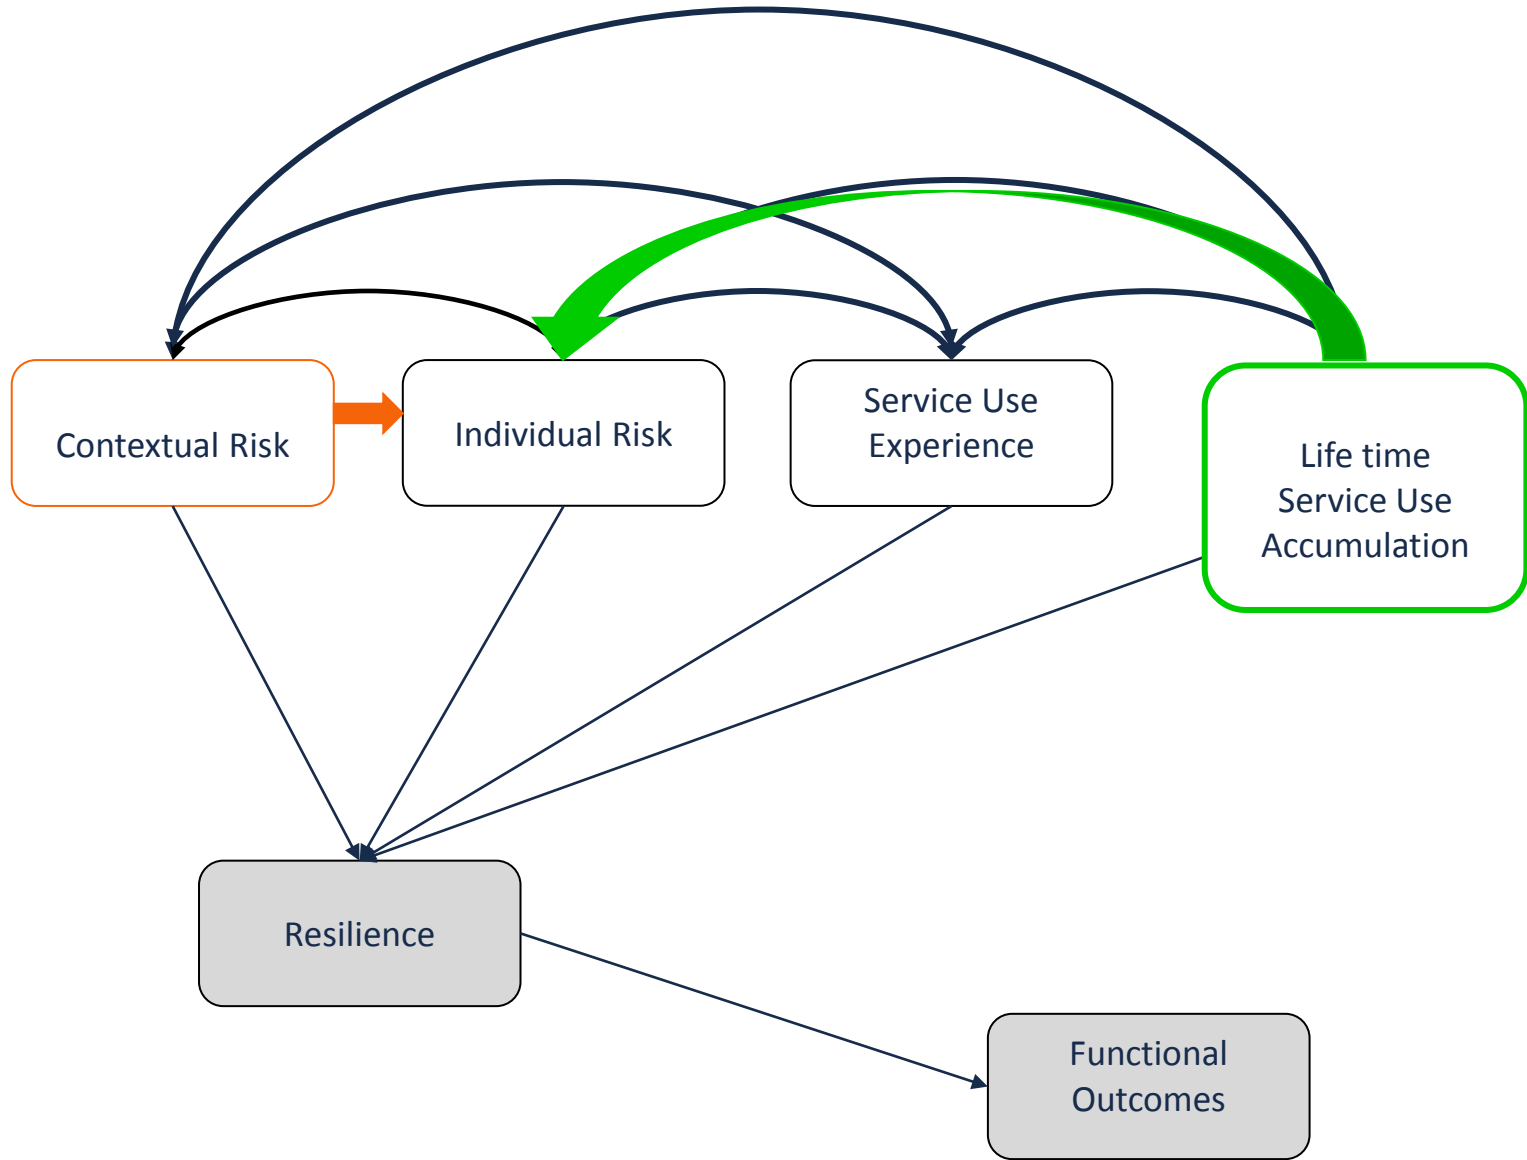 Contextual Risk
Individual Risk
Service Use
Experience
Life time
Service Use
Accumulation
Resilience
Functional
Outcomes